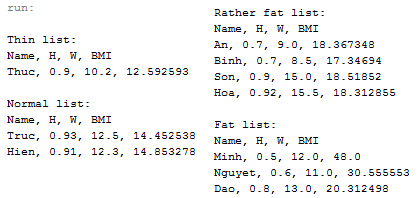 run:
Thin list:
Name, H, W, BMI
Thuc, 0.9, 10.2, 12.592593
Normal list:
Name, H, W, BMI
Truc, 0.93, 12.5, 14.452538
Hien, 0.91, 12.3, 14.853278
Rather fat list:
Name, H, W, BMI
An, 0.7, 9.0, 18.367348
Binh, 0.7, 8.5, 17.34694
Son, 0.9, 15.0, 18.51852
Hoa, 0.92, 15.5, 18.312855
Fat list:
Name, H, W, BMI
Minh, 0.5, 12.0, 48.0
Nguyet, 0.6, 11.0, 30.555553
Dao, 0.8, 13.0, 20.312498